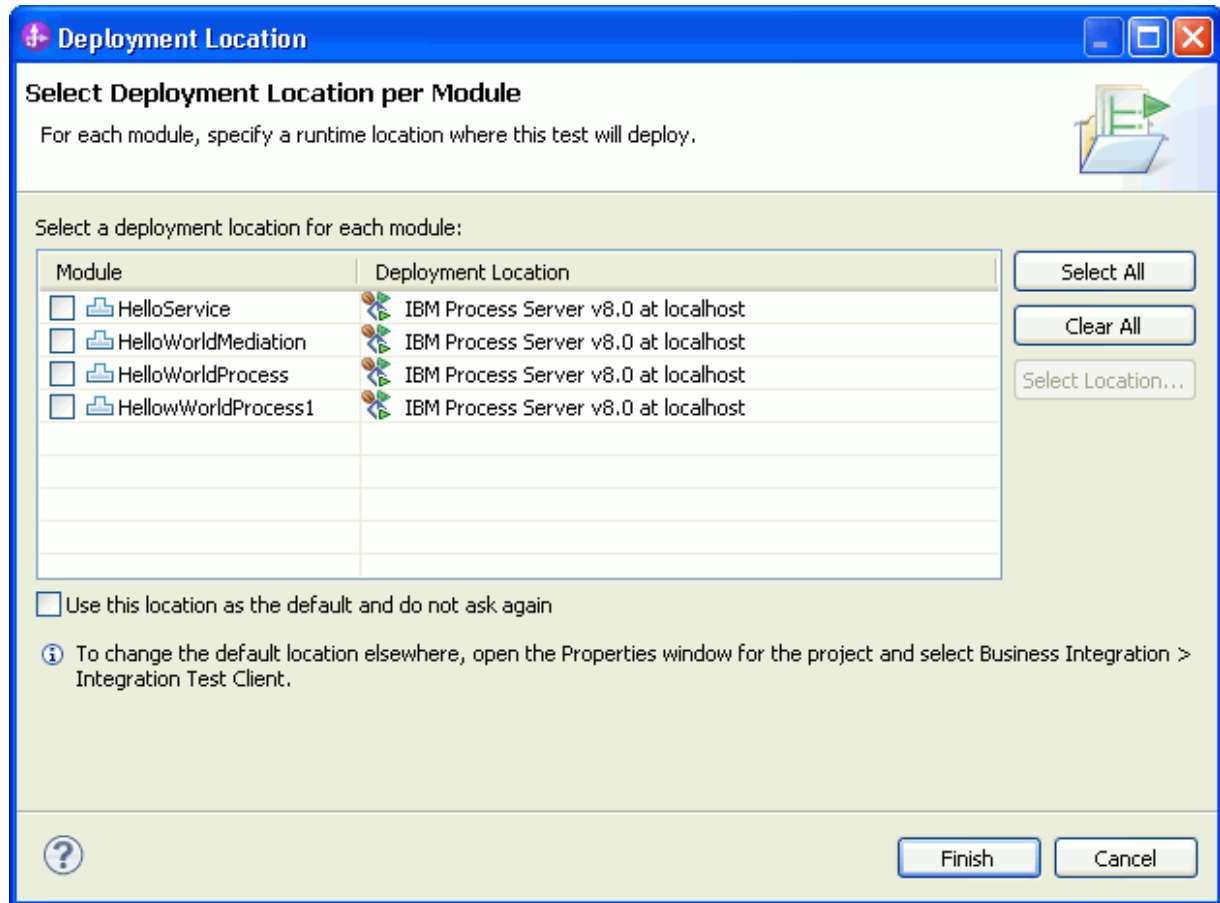 Deployment Location
Select Deployment Location per Module
For each module, specify a runtime location where this test will deploy.
Select a deployment location for each module:
Module Deployment Location
HelloService IBM Process Server v8.0 at localhost
HelloWorldMediation IBM Process Server v8.0 at localhost
HelloWorldProcess IBM Process Server v8.0 at localhost
HellowWorldProcess1 IBM Process Server v8.0 at localhost
Select All
Clear All
Select Location...
Use this location as the default and do not ask again
To change the default location elsewhere, open the Properties window for the project and select Business Integration >
Integration Test Client.
Finish Cancel